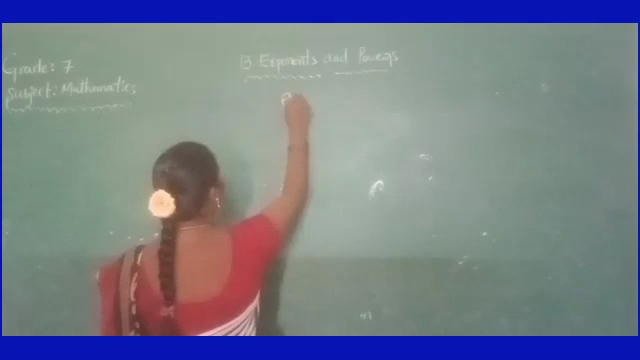 Grade: 7
Subject: Mathematics
13 Exponents and Powers